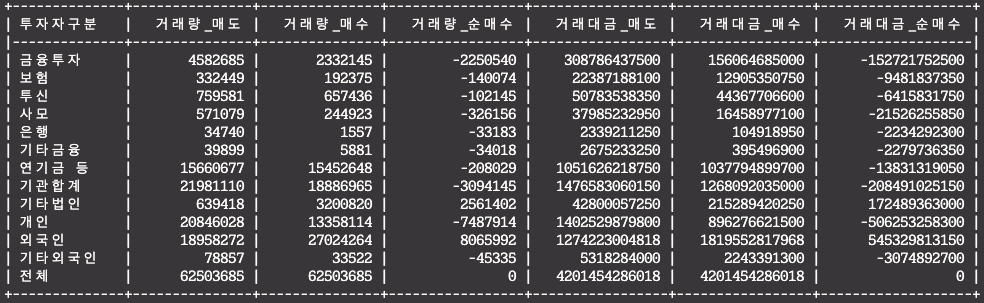 투자자구분 | 거래량_매도 | 거래량_매수 | 거래량_순매수 | 거래대금_매도 | 거래대금_매수 | 거래대금_순매수
금융투자 | 4582685 | 2332145 | -2250540 | 308786437500 | 156064685000 | -152721752500
보험 | 332449 | 192375 | -140074 | 22387188100 | 12905350750 | -9481837350
투신 | 759581 | 657436 | -102145 | 50783538350 | 44367706600 | -6415831750
사모 | 571079 | 244923 | -326156 | 37985232950 | 16458977100 | -21526255850
은행 | 34740 | 1557 | -33183 | 2339211250 | 104918950 | -2234292300
기타금융 | 39899 | 5881 | -34018 | 2675233250 | 395496900 | -2279736350
연기금 등 | 15660677 | 15452648 | -208029 | 1051626218750 | 1037794899700 | -13831319050
기관합계 | 21981110 | 18886965 | -3094145 | 1476583060150 | 1268092035000 | -208491025150
기타법인 | 639418 | 3200820 | 2561402 | 42800057250 | 215289420250 | 172489363000
개인 | 20846028 | 13358114 | -7487914 | 1402529879800 | 896276621500 | -506253258300
외국인 | 18958272 | 27024264 | 8065992 | 1274223004818 | 1819552817968 | 545329813150
기타외국인 | 78857 | 33522 | -45335 | 5318284000 | 2243391300 | -3074892700
전체 | 62503685 | 62503685 | 0 | 4201454286018 | 4201454286018 | 0